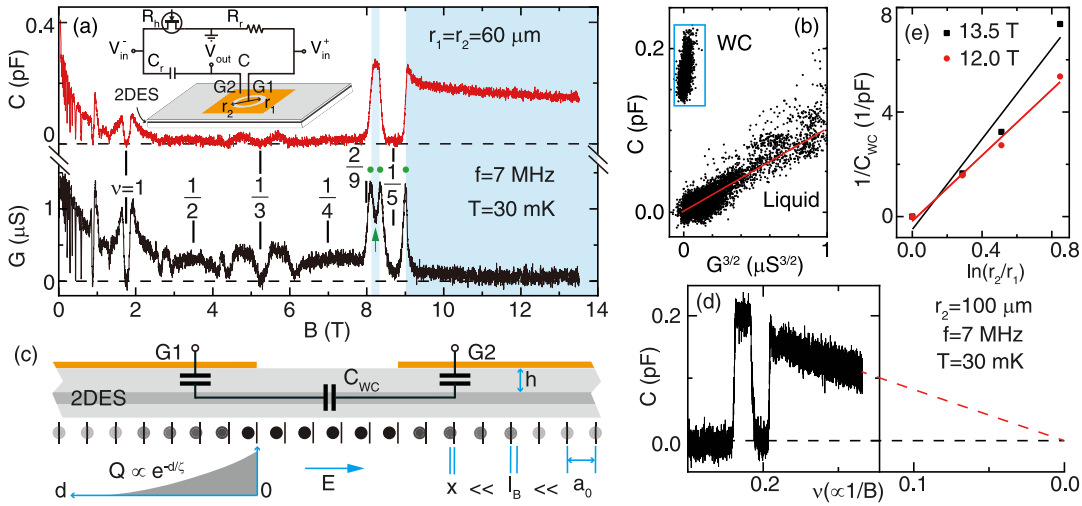 (a)
0.4
C (pF)
0
R_h
R_r
V_in^-
V_out
V_in^+
C_r
C
G2
G1
2DES
r_2
r_1
r_1=r_2=60 μm
G (μS)
1
0
ν=1
1/2
1/3
1/4
2/9
1/5
f=7 MHz
T=30 mK
0 2 4 6 8 10 12 14
B (T)
(b)
WC
C (pF)
0.2
0.1
0.0
Liquid
0 1
G^{3/2} (μS^{3/2})
(e)
13.5 T
12.0 T
1/C_WC (1/pF)
8
4
0
0.0 0.4 0.8
ln(r_2/r_1)
(c)
G1
G2
C_WC
h
2DES
Q ∝ e^{-d/ζ}
d
0
E
x << l_B << a_0
(d)
C (pF)
0.2
0.0
r_2=100 μm
f=7 MHz
T=30 mK
0.2 0.1 0.0
ν(∝1/B)